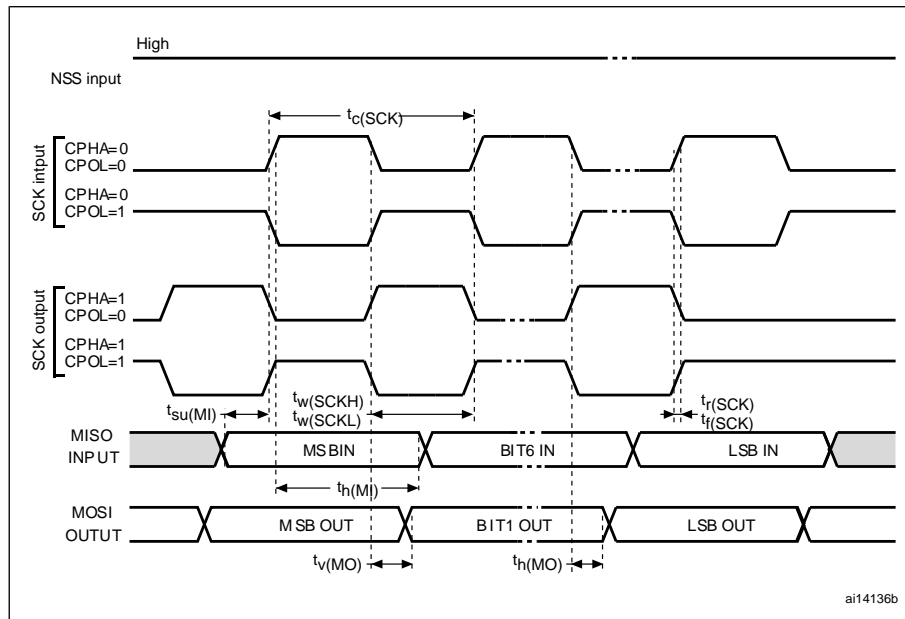 High
NSS input
tc(SCK)
SCK intput
CPHA=0
CPOL=0
CPHA=0
CPOL=1
SCK output
CPHA=1
CPOL=0
CPHA=1
CPOL=1
tsu(MI)
tw(SCKH)
tw(SCKL)
tr(SCK)
tf(SCK)
MISO
INPUT
MSBIN
BIT6 IN
LSB IN
th(MI)
MOSI
OUTUT
MSB OUT
BIT1 OUT
LSB OUT
tv(MO)
th(MO)
ai14136b